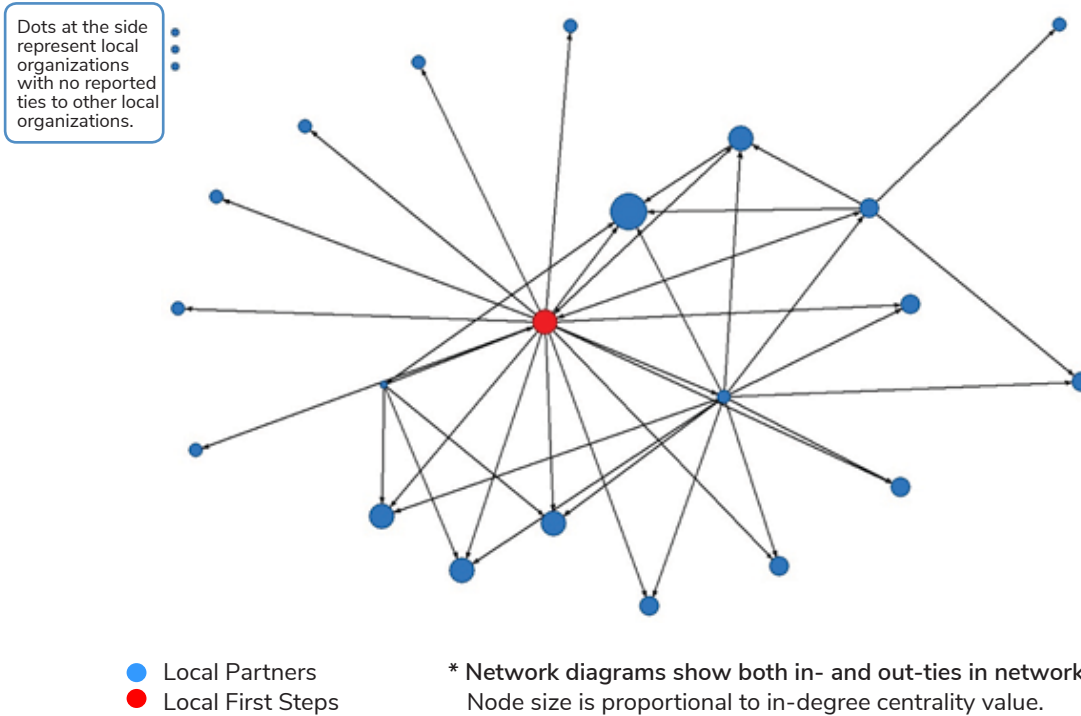 Dots at the side
represent local
organizations
with no reported
ties to other local
organizations.
Local Partners
Local First Steps
* Network diagrams show both in- and out-ties in network
Node size is proportional to in-degree centrality value.